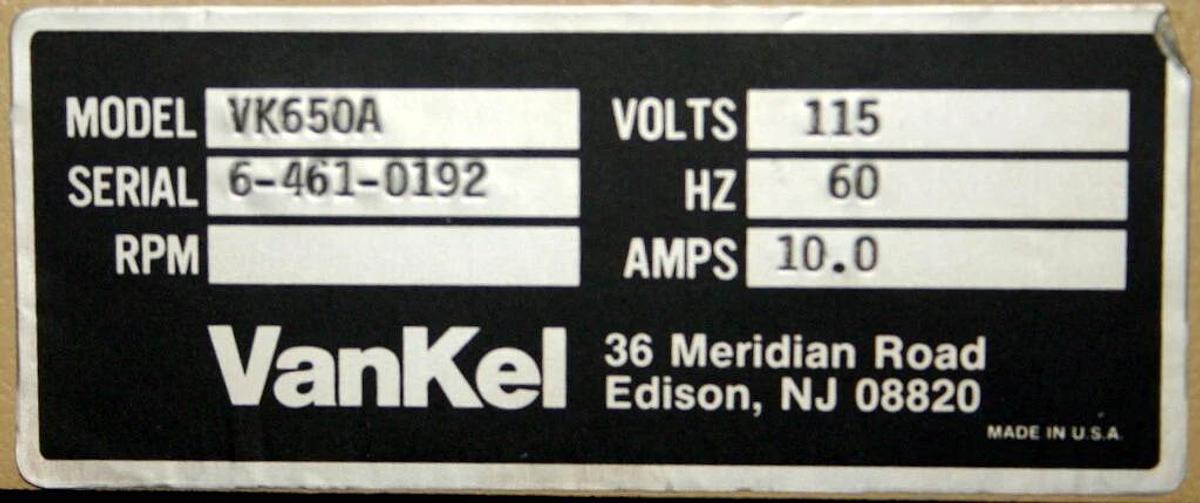 MODEL VK650A VOLTS 115
SERIAL 6-461-0192 HZ 60
RPM AMPS 10.0
VanKel 36 Meridian Road
Edison, NJ 08820
MADE IN U.S.A.